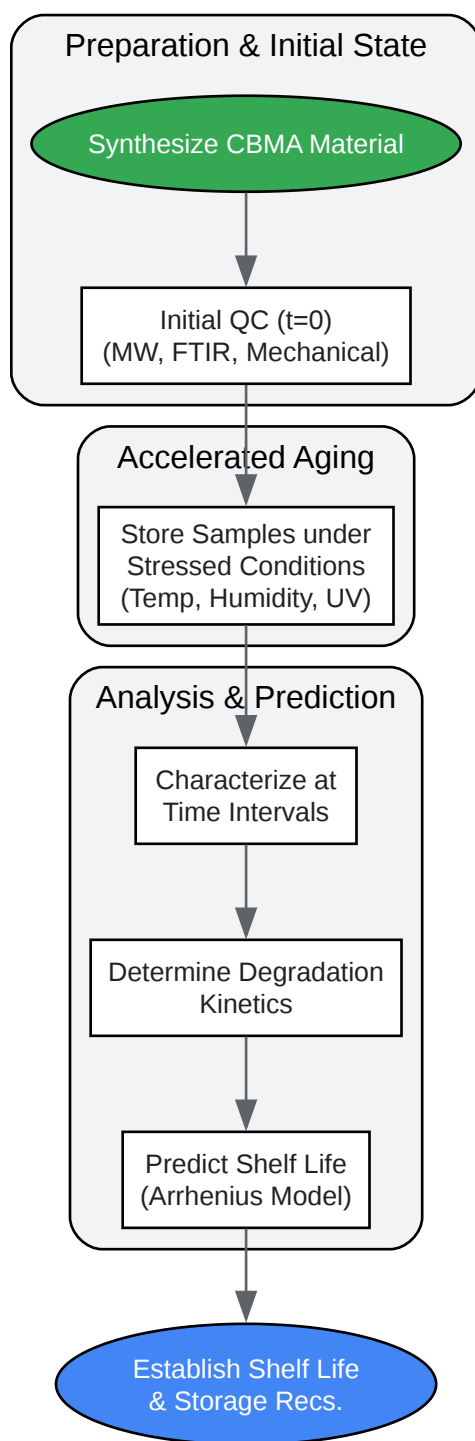 Preparation & Initial State
Synthesize CBMA Material
Initial QC (t=0)
(MW, FTIR, Mechanical)
Accelerated Aging
Store Samples under
Stressed Conditions
(Temp, Humidity, UV)
Analysis & Prediction
Characterize at
Time Intervals
Determine Degradation
Kinetics
Predict Shelf Life
(Arrhenius Model)
Establish Shelf Life
& Storage Recs.